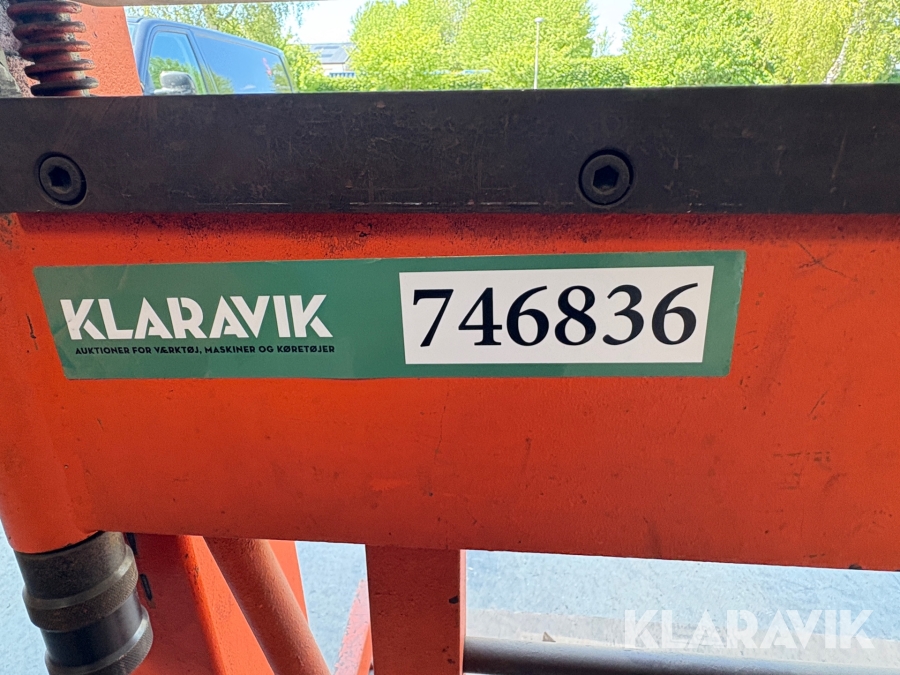 KLARAVIK
AUKTIONER FOR VÆRKTØJ, MASKINER OG KØRETØJER
746836
KLARAVIK